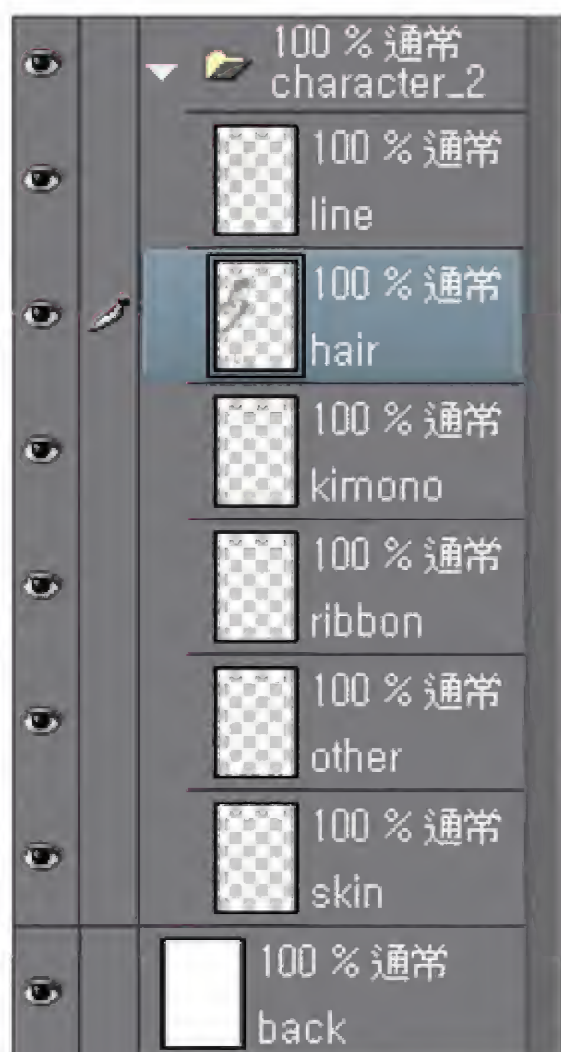 100 % 通常
character_2
100 % 通常
line
100 % 通常
hair
100 % 通常
kimono
100 % 通常
ribbon
100 % 通常
other
100 % 通常
skin
100 % 通常
back